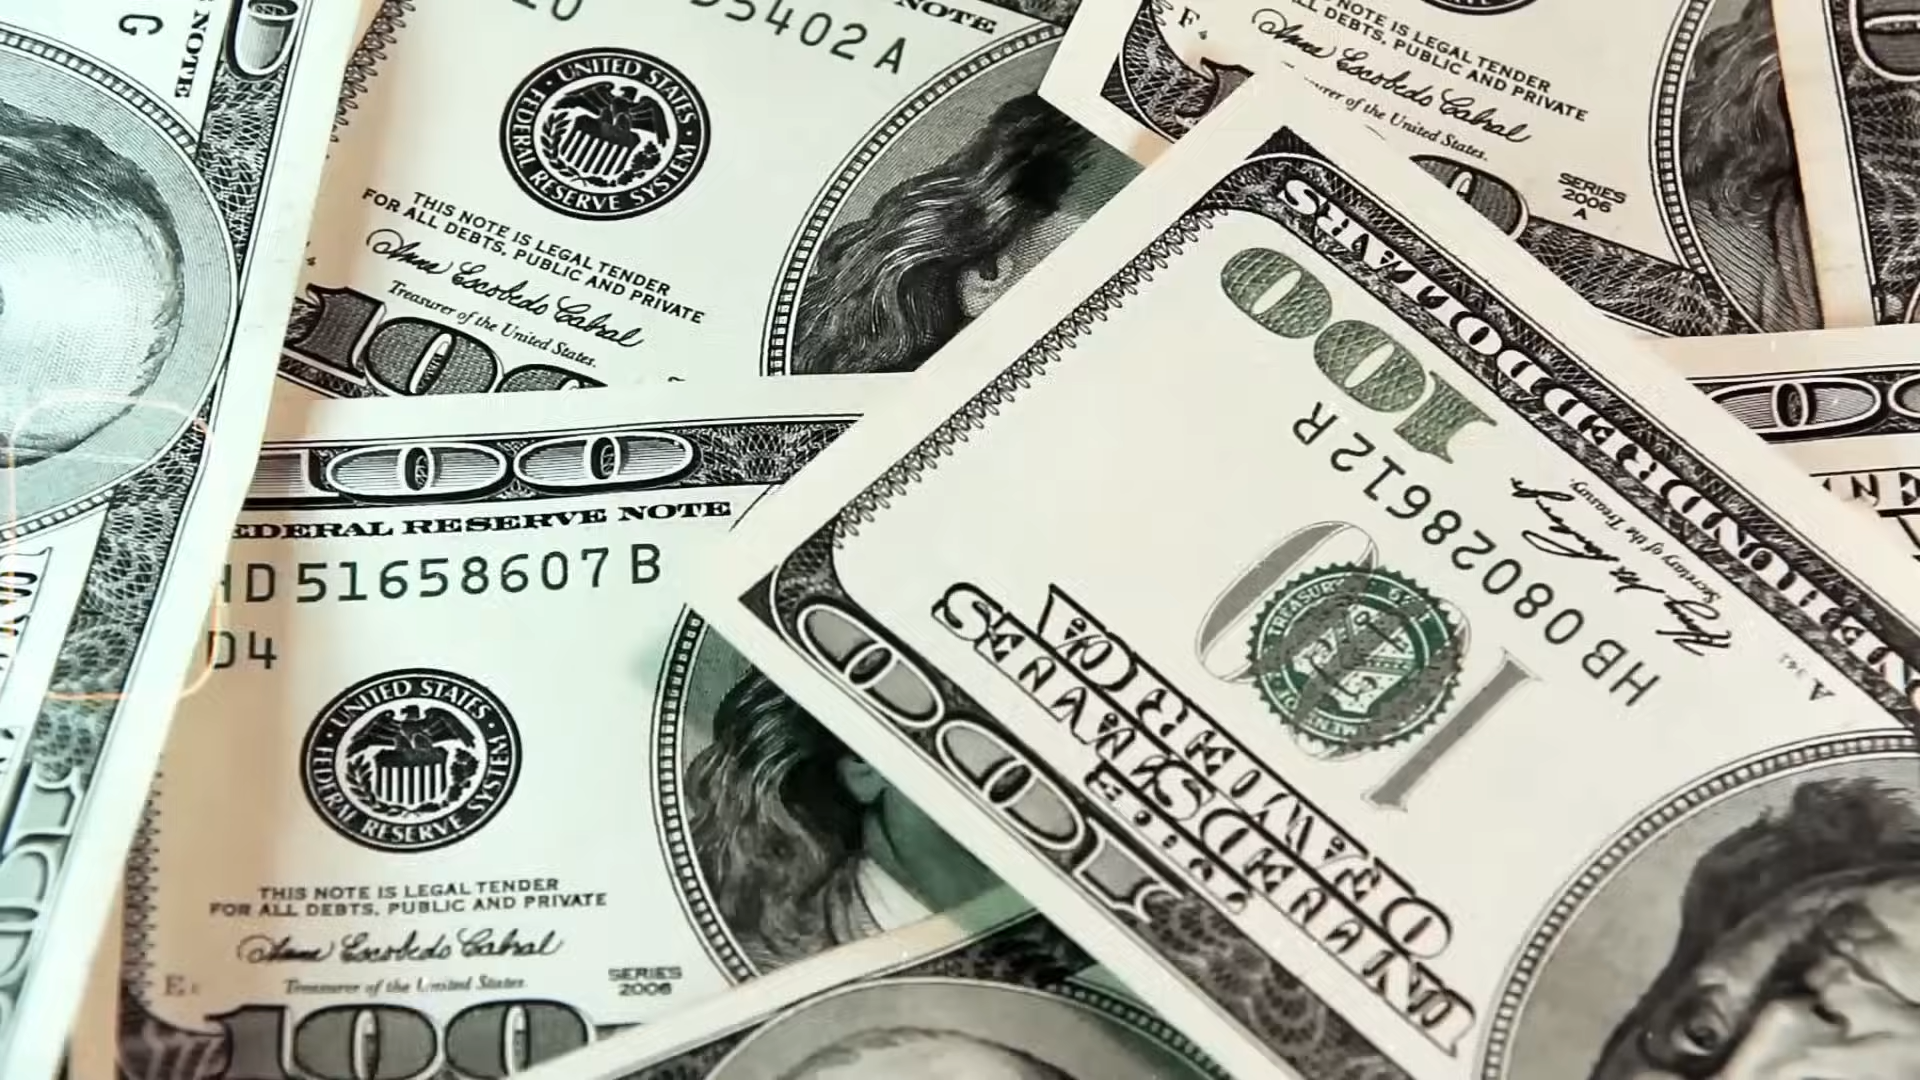 NOTE
G
5402 A
NOTE
UNITED STATES
FEDERAL RESERVE SYSTEM
THIS NOTE IS LEGAL TENDER
FOR ALL DEBTS, PUBLIC AND PRIVATE
Anna Escobedo Cabral
Treasurer of the United States.
100
NOTE IS LEGAL TENDER
DEBTS, PUBLIC AND PRIVATE
Anna Escobedo Cabral
of the United States.
SERIES
2006
A
100
FEDERAL RESERVE NOTE
HD 51658607 B
D4
UNITED STATES
FEDERAL RESERVE SYSTEM
THIS NOTE IS LEGAL TENDER
FOR ALL DEBTS, PUBLIC AND PRIVATE
Anna Escobedo Cabral
Treasurer of the United States.
SERIES
2006
100
THE UNITED STATES
OF AMERICA
HB 08028612 R
100
Secretary of the Treasury.
ONE HUNDRED DOLLARS
100